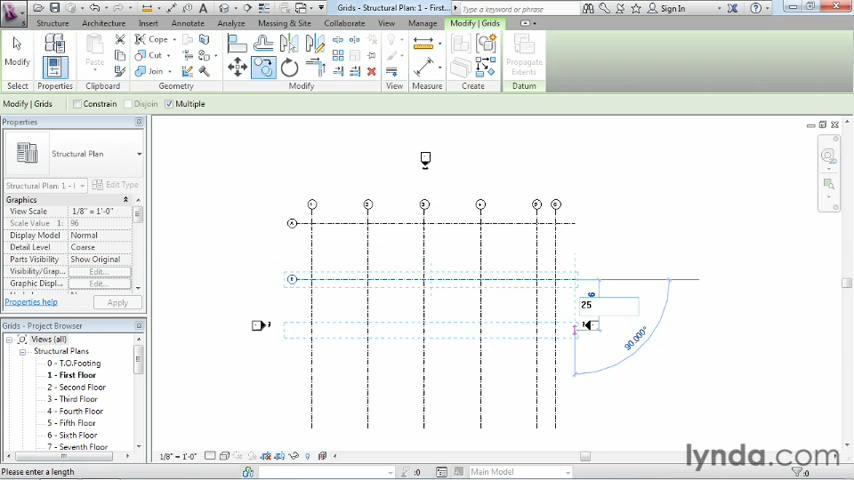 Grids - Structural Plan: 1 - First...
Type a keyword or phrase
Sign In
Structure Architecture Insert Annotate Analyze Massing & Site Collaborate View Manage Modify | Grids
Modify
Properties
Paste
Cope
Cut
Join
Propagate
Extents
Select Properties Clipboard Geometry Modify View Measure Create Datum
Modify | Grids Constrain Disjoin Multiple
Properties
Structural Plan
Structural Plan: 1 - Firs Edit Type
Graphics
View Scale 1/8" = 1'-0"
Scale Value 1: 96
Display Model Normal
Detail Level Coarse
Parts Visibility Show Original
Visibility/Grap... Edit...
Graphic Displ... Edit...
Properties help Apply
Grids - Project Browser
Views (all)
Structural Plans
0 - T.O.Footing
1 - First Floor
2 - Second Floor
3 - Third Floor
4 - Fourth Floor
5 - Fifth Floor
6 - Sixth Floor
7 - Seventh Floor
25
90.000°
1/8" = 1'-0"
Please enter a length
:0
Main Model
:0
lynda.com